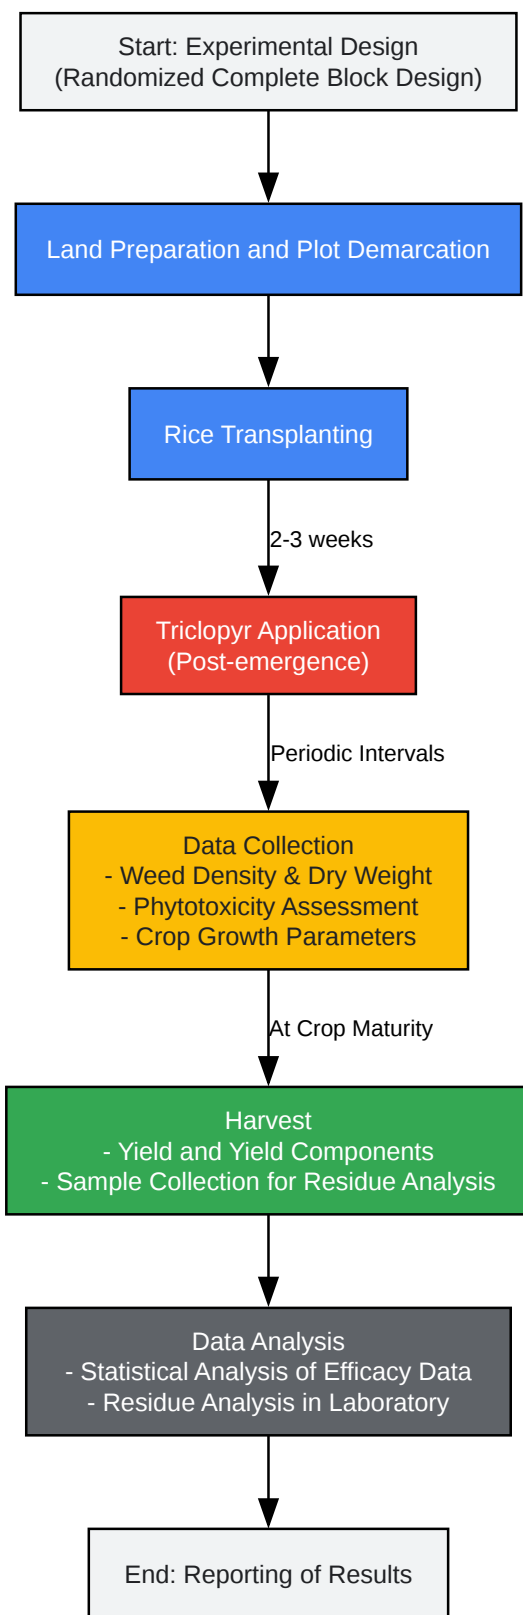 Start: Experimental Design
(Randomized Complete Block Design)
Land Preparation and Plot Demarcation
Rice Transplanting
2-3 weeks
Triclopyr Application
(Post-emergence)
Periodic Intervals
Data Collection
- Weed Density & Dry Weight
- Phytotoxicity Assessment
- Crop Growth Parameters
At Crop Maturity
Harvest
- Yield and Yield Components
- Sample Collection for Residue Analysis
Data Analysis
- Statistical Analysis of Efficacy Data
- Residue Analysis in Laboratory
End: Reporting of Results